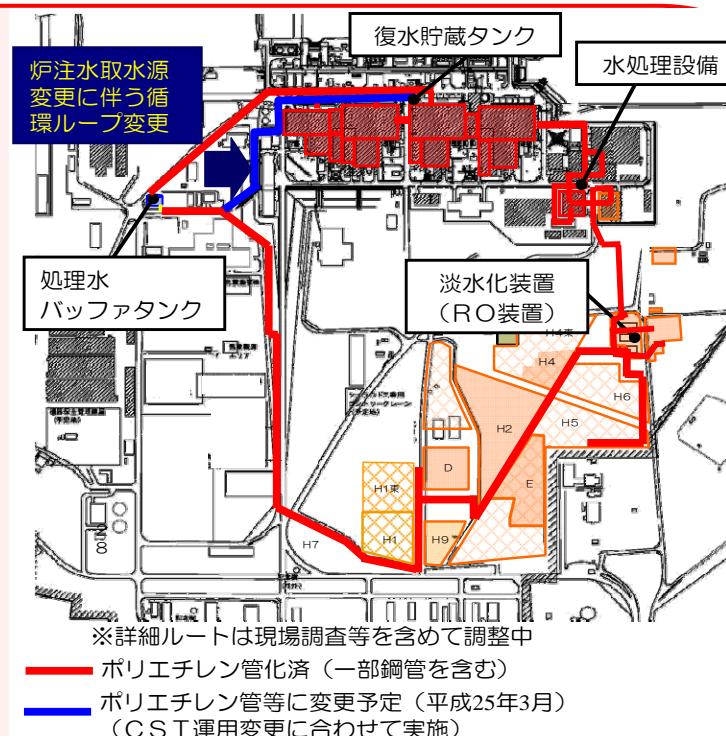 復水貯蔵タンク
水処理設備
炉注水取水源
変更に伴う循
環ループ変更
処理水
バッファタンク
淡水化装置
（ＲＯ装置）
H4東
H4
H6
H5
H2
D
E
H1東
H1
H9
H7
※詳細ルートは現場調査等を含めて調整中
ポリエチレン管化済（一部鋼管を含む）
ポリエチレン管等に変更予定（平成25年3月）
（ＣＳＴ運用変更に合わせて実施）